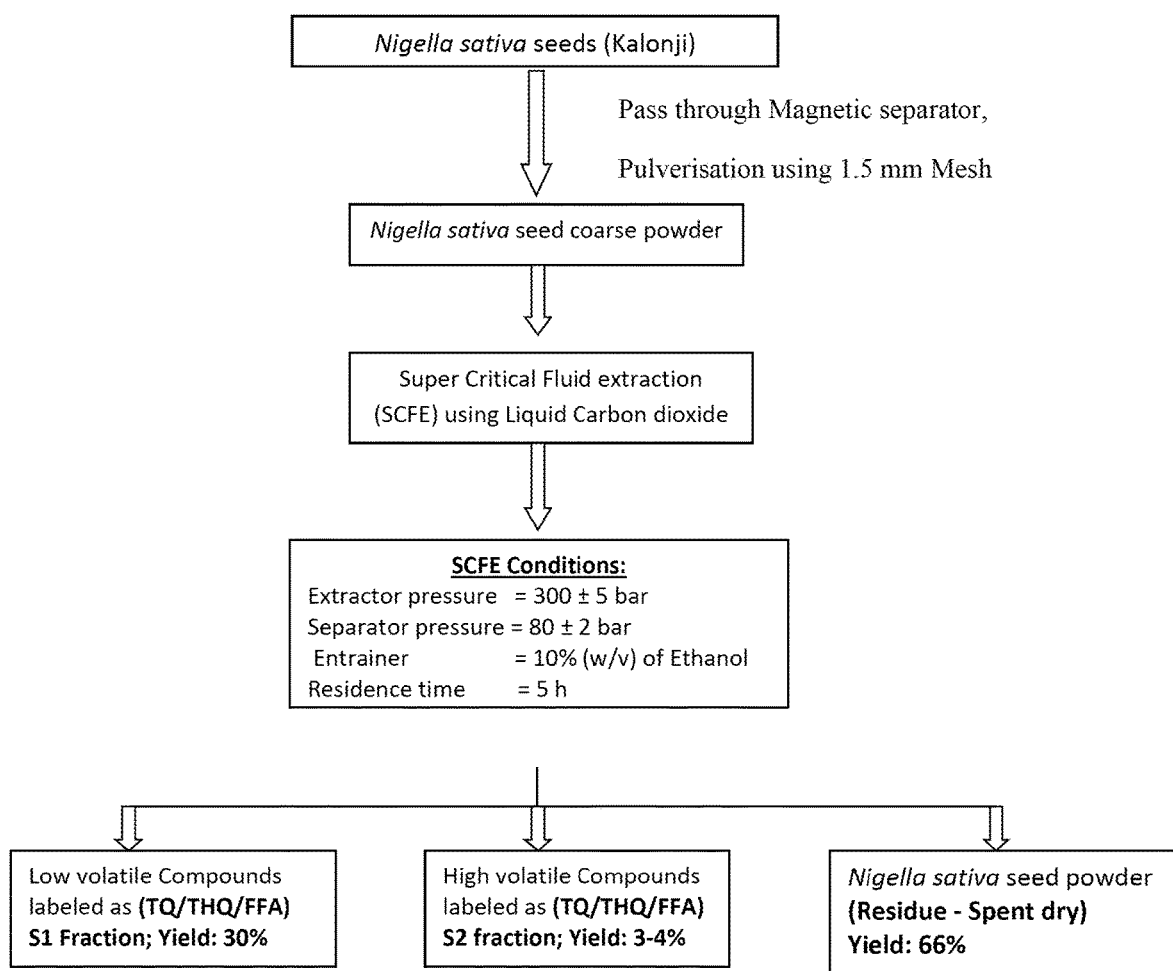 Nigella sativa seeds (Kalonji)
Pass through Magnetic separator,
Pulverisation using 1.5 mm Mesh
Nigella sativa seed coarse powder
Super Critical Fluid extraction
(SCFE) using Liquid Carbon dioxide
SCFE Conditions:
Extractor pressure = 300 ± 5 bar
Separator pressure = 80 ± 2 bar
Entrainer = 10% (w/v) of Ethanol
Residence time = 5 h
Low volatile Compounds
labeled as (TQ/THQ/FFA)
S1 Fraction; Yield: 30%
High volatile Compounds
labeled as (TQ/THQ/FFA)
S2 fraction; Yield: 3-4%
Nigella sativa seed powder
(Residue - Spent dry)
Yield: 66%